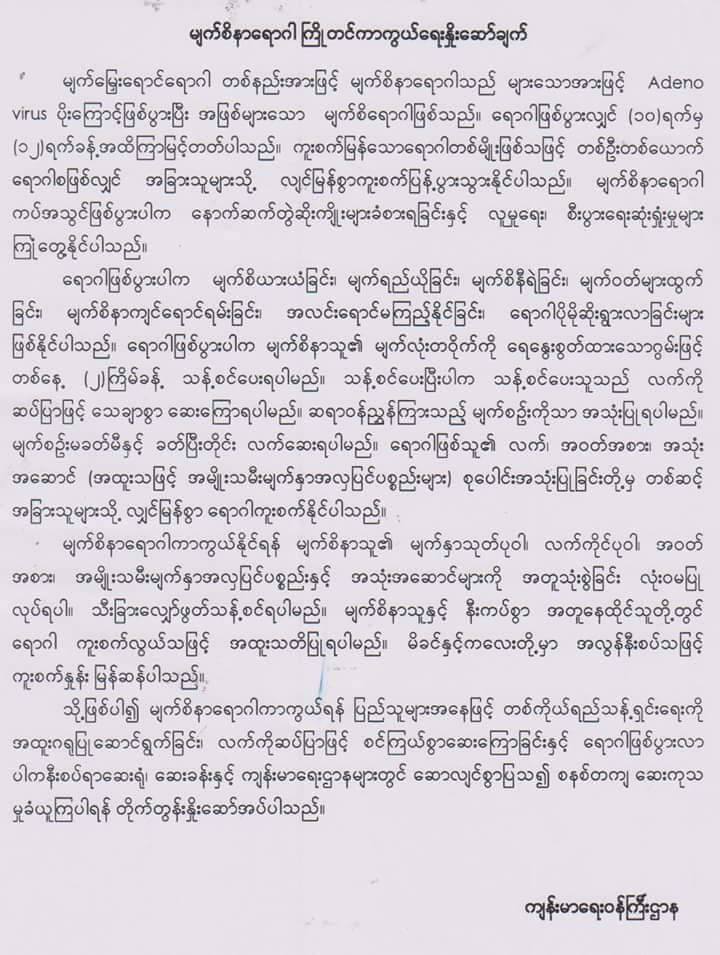 မျက်စိနာရောဂါ ကြိုတင်ကာကွယ်ရေးနှိုးဆော်ချက်
မျက်မြှေးရောင်ရောဂါ တစ်နည်းအားဖြင့် မျက်စိနာရောဂါသည် များသောအားဖြင့် Adeno
virus ပိုးကြောင့်ဖြစ်ပွားပြီး အဖြစ်များသော မျက်စိရောဂါဖြစ်သည်။ ရောဂါဖြစ်ပွားလျှင် (၁၀)ရက်မှ
(၁၂)ရက်ခန့်အထိကြာမြင့်တတ်ပါသည်။ ကူးစက်မြန်သောရောဂါတစ်မျိုးဖြစ်သဖြင့် တစ်ဦးတစ်ယောက်
ရောဂါစဖြစ်လျှင် အခြားသူများသို့ လျင်မြန်စွာကူးစက်ပြန့်ပွားသွားနိုင်ပါသည်။ မျက်စိနာရောဂါ
ကပ်အသွင်ဖြစ်ပွားပါက နောက်ဆက်တွဲဆိုးကျိုးများခံစားရခြင်းနှင့် လူမှုရေး၊ စီးပွားရေးဆုံးရှုံးမှုများ
ကြုံတွေ့နိုင်ပါသည်။
ရောဂါဖြစ်ပွားပါက မျက်စိယားယံခြင်း၊ မျက်ရည်ယိုခြင်း၊ မျက်စိနီရဲခြင်း၊ မျက်ဝတ်များထွက်
ခြင်း၊ မျက်စိနာကျင်ရောင်ရမ်းခြင်း၊ အလင်းရောင်မကြည့်နိုင်ခြင်း၊ ရောဂါပိုမိုဆိုးရွားလာခြင်းများ
ဖြစ်နိုင်ပါသည်။ ရောဂါဖြစ်ပွားပါက မျက်စိနာသူ၏ မျက်လုံးတဝိုက်ကို ရေနွေးစွတ်ထားသောဂွမ်းဖြင့်
တစ်နေ့ (၂)ကြိမ်ခန့် သန့်စင်ပေးရပါမည်။ သန့်စင်ပေးပြီးပါက သန့်စင်ပေးသူသည် လက်ကို
ဆပ်ပြာဖြင့် သေချာစွာ ဆေးကြောရပါမည်။ ဆရာဝန်ညွှန်ကြားသည့် မျက်စဉ်းကိုသာ အသုံးပြုရပါမည်။
မျက်စဉ်းမခတ်မီနှင့် ခတ်ပြီးတိုင်း လက်ဆေးရပါမည်။ ရောဂါဖြစ်သူ၏ လက်၊ အဝတ်အစား၊ အသုံး
အဆောင် (အထူးသဖြင့် အမျိုးသမီးမျက်နှာအလှပြင်ပစ္စည်းများ) စုပေါင်းအသုံးပြုခြင်းတို့မှ တစ်ဆင့်
အခြားသူများသို့ လျှင်မြန်စွာ ရောဂါကူးစက်နိုင်ပါသည်။
မျက်စိနာရောဂါကာကွယ်နိုင်ရန် မျက်စိနာသူ၏ မျက်နှာသုတ်ပုဝါ၊ လက်ကိုင်ပုဝါ၊ အဝတ်
အစား၊ အမျိုးသမီးမျက်နှာအလှပြင်ပစ္စည်းနှင့် အသုံးအဆောင်များကို အတူသုံးစွဲခြင်း လုံးဝမပြု
လုပ်ရပါ။ သီးခြားလျှော်ဖွတ်သန့်စင်ရပါမည်။ မျက်စိနာသူနှင့် နီးကပ်စွာ အတူနေထိုင်သူတို့တွင်
ရောဂါ ကူးစက်လွယ်သဖြင့် အထူးသတိပြုရပါမည်။ မိခင်နှင့်ကလေးတို့မှာ အလွန်နီးစပ်သဖြင့်
ကူးစက်နှုန်း မြန်ဆန်ပါသည်။
သို့ဖြစ်ပါ၍ မျက်စိနာရောဂါကာကွယ်ရန် ပြည်သူများအနေဖြင့် တစ်ကိုယ်ရည်သန့်ရှင်းရေးကို
အထူးဂရုပြုဆောင်ရွက်ခြင်း၊ လက်ကိုဆပ်ပြာဖြင့် စင်ကြယ်စွာဆေးကြောခြင်းနှင့် ရောဂါဖြစ်ပွားလာ
ပါကနီးစပ်ရာဆေးရုံ၊ ဆေးခန်းနှင့် ကျန်းမာရေးဌာနများတွင် ဆောလျင်စွာပြသ၍ စနစ်တကျ ဆေးကုသ
မှုခံယူကြပါရန် တိုက်တွန်းနှိုးဆော်အပ်ပါသည်။
ကျန်းမာရေးဝန်ကြီးဌာန